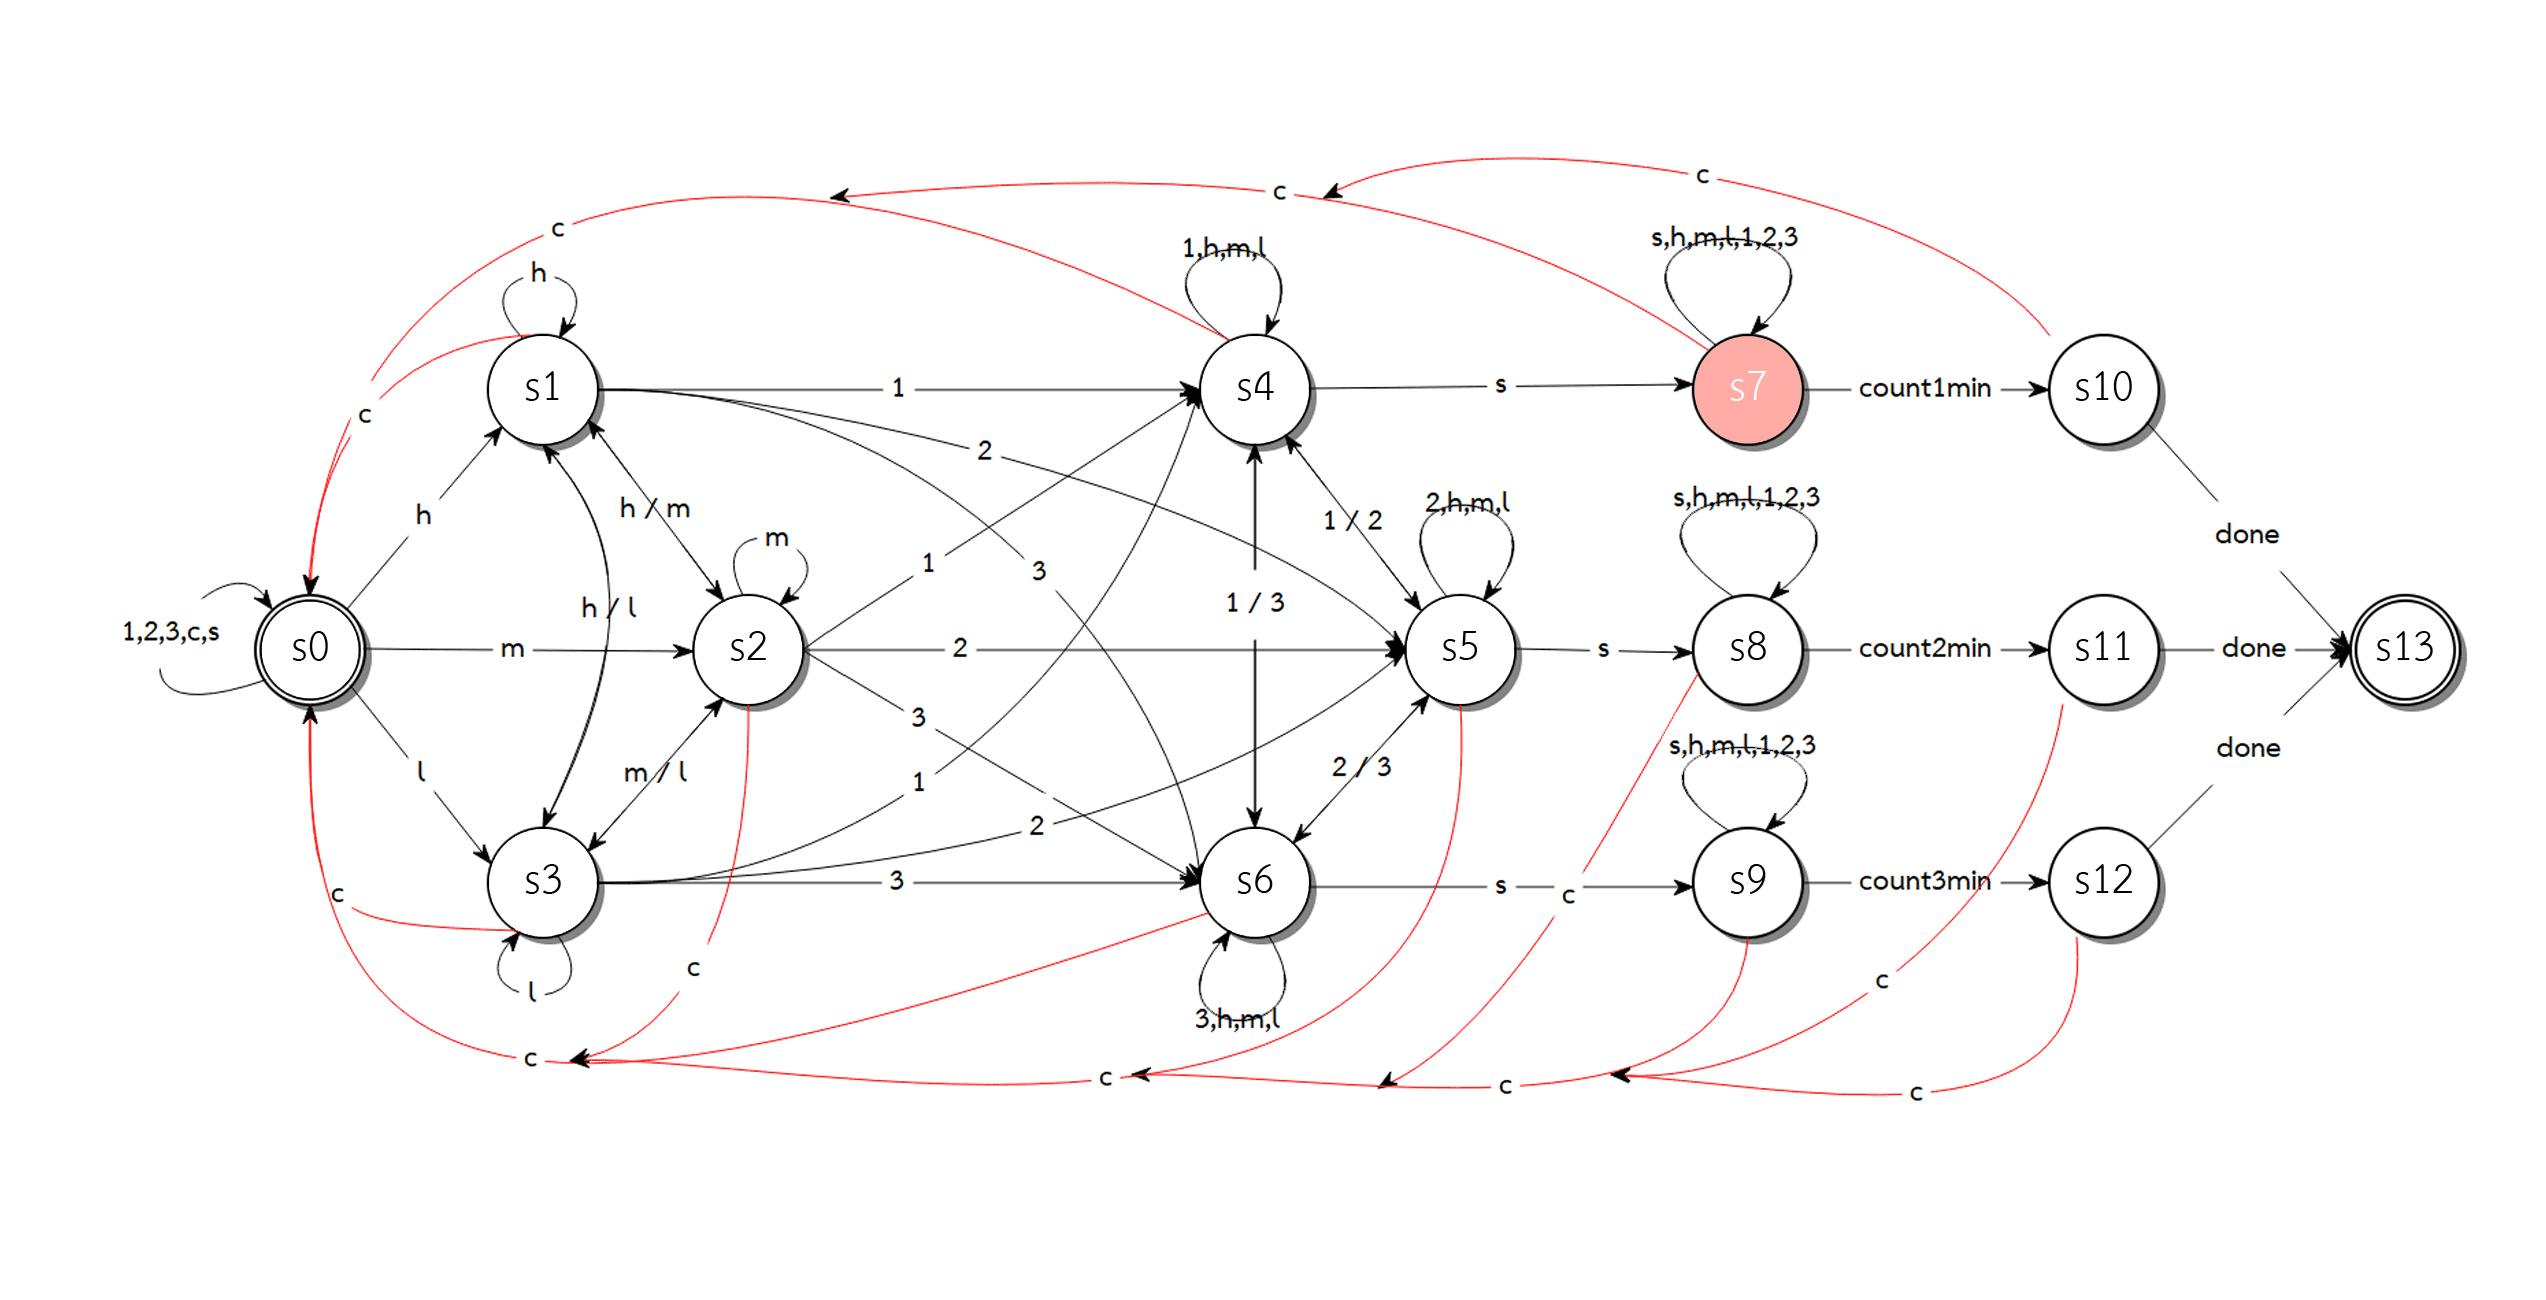 c
c
c
s,h,m,l,1,2,3
1,h,m,l
h
s1
1
s4
s
s7
count1min
s10
c
2
h
h / m
1 / 2
2,h,m,l
s,h,m,l,1,2,3
done
m
1
3
h / l
1 / 3
1,2,3,c,s
s0
m
s2
2
s5
s
s8
count2min
s11
done
s13
3
l
m / l
1
2 / 3
s,h,m,l,1,2,3
done
2
s3
3
s6
s
c
s9
count3min
s12
c
l
c
3,h,m,l
c
c
c
c
c